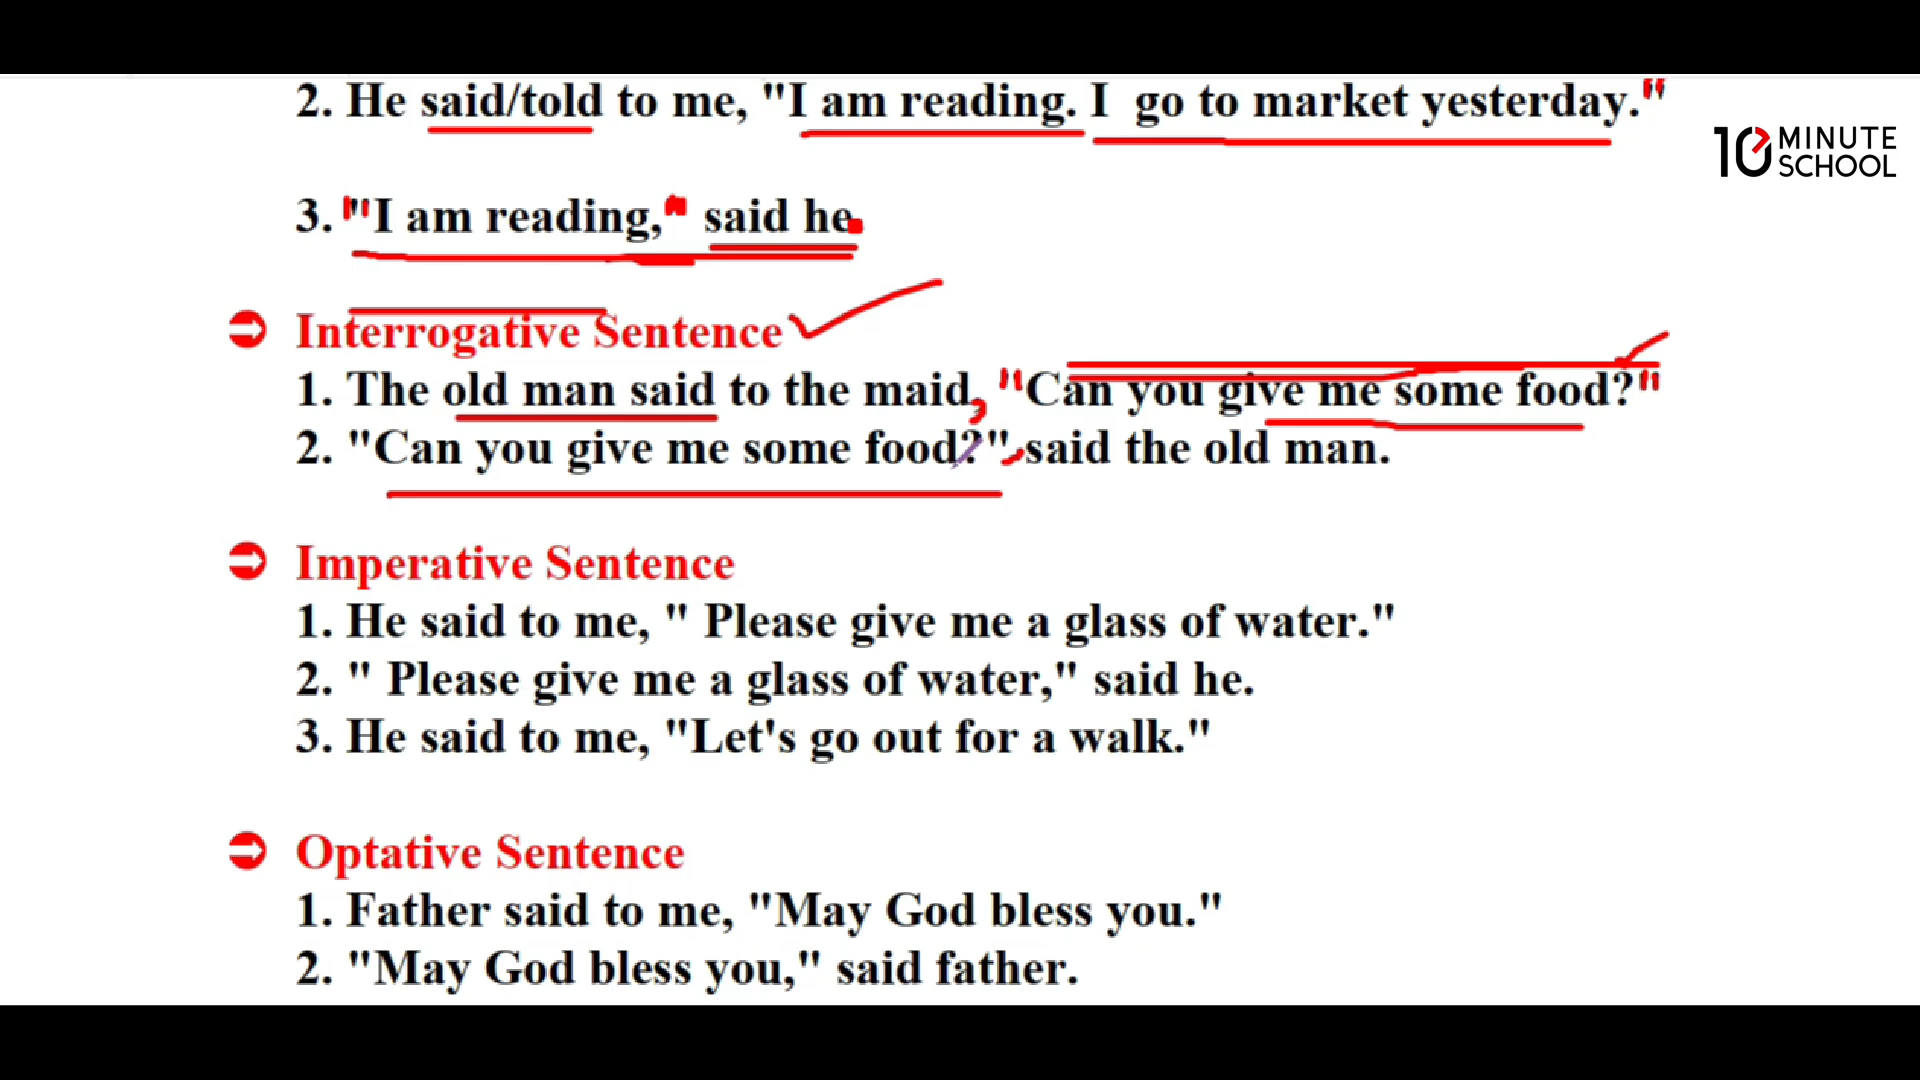 2. He said/told to me, "I am reading. I go to market yesterday."
10 MINUTE
SCHOOL
3. "I am reading," said he.
Interrogative Sentence
1. The old man said to the maid, "Can you give me some food?"
2. "Can you give me some food?", said the old man.
Imperative Sentence
1. He said to me, " Please give me a glass of water."
2. " Please give me a glass of water," said he.
3. He said to me, "Let's go out for a walk."
Optative Sentence
1. Father said to me, "May God bless you."
2. "May God bless you," said father.